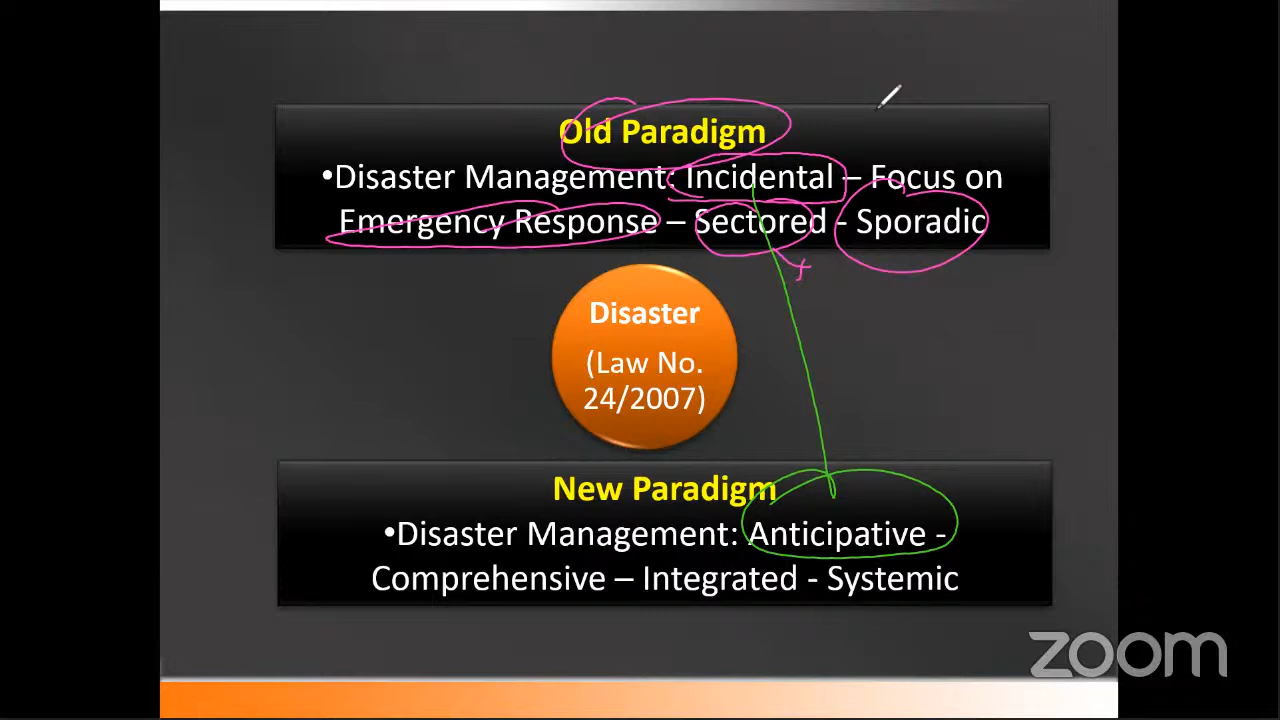 Old Paradigm
•Disaster Management: Incidental – Focus on
Emergency Response – Sectored - Sporadic
Disaster
(Law No.
24/2007)
New Paradigm
•Disaster Management: Anticipative -
Comprehensive – Integrated - Systemic
zoom